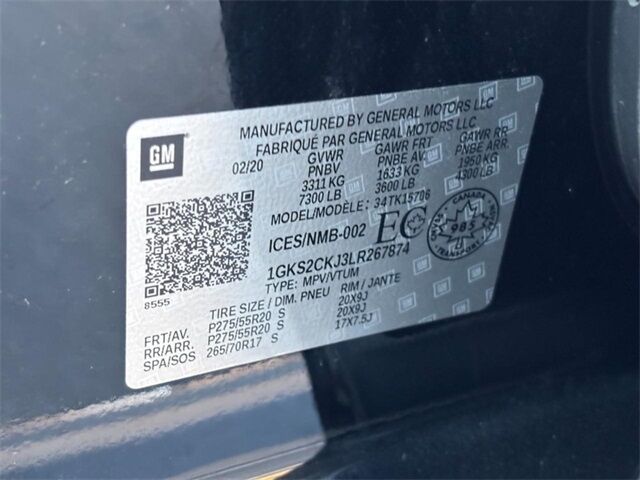 MANUFACTURED BY GENERAL MOTORS LLC
FABRIQUÉ PAR GENERAL MOTORS LLC
GM
02/20
GVWR
PNBV
3311 KG
7300 LB
GAWR FRT
PNBE AV.
1633 KG
3600 LB
GAWR RR
PNBE ARR.
1950 KG
4300 LB
MODEL/MODÈLE: 34TK15706
ICES/NMB-002
EC
CANADA
985
1GKS2CKJ3LR267874
TYPE: MPV/VTUM
8555
TIRE SIZE / DIM. PNEU RIM / JANTE
FRT/AV. P275/55R20 S 20X9J
RR/ARR. P275/55R20 S 20X9J
SPA/SOS 265/70R17 S 17X7.5J